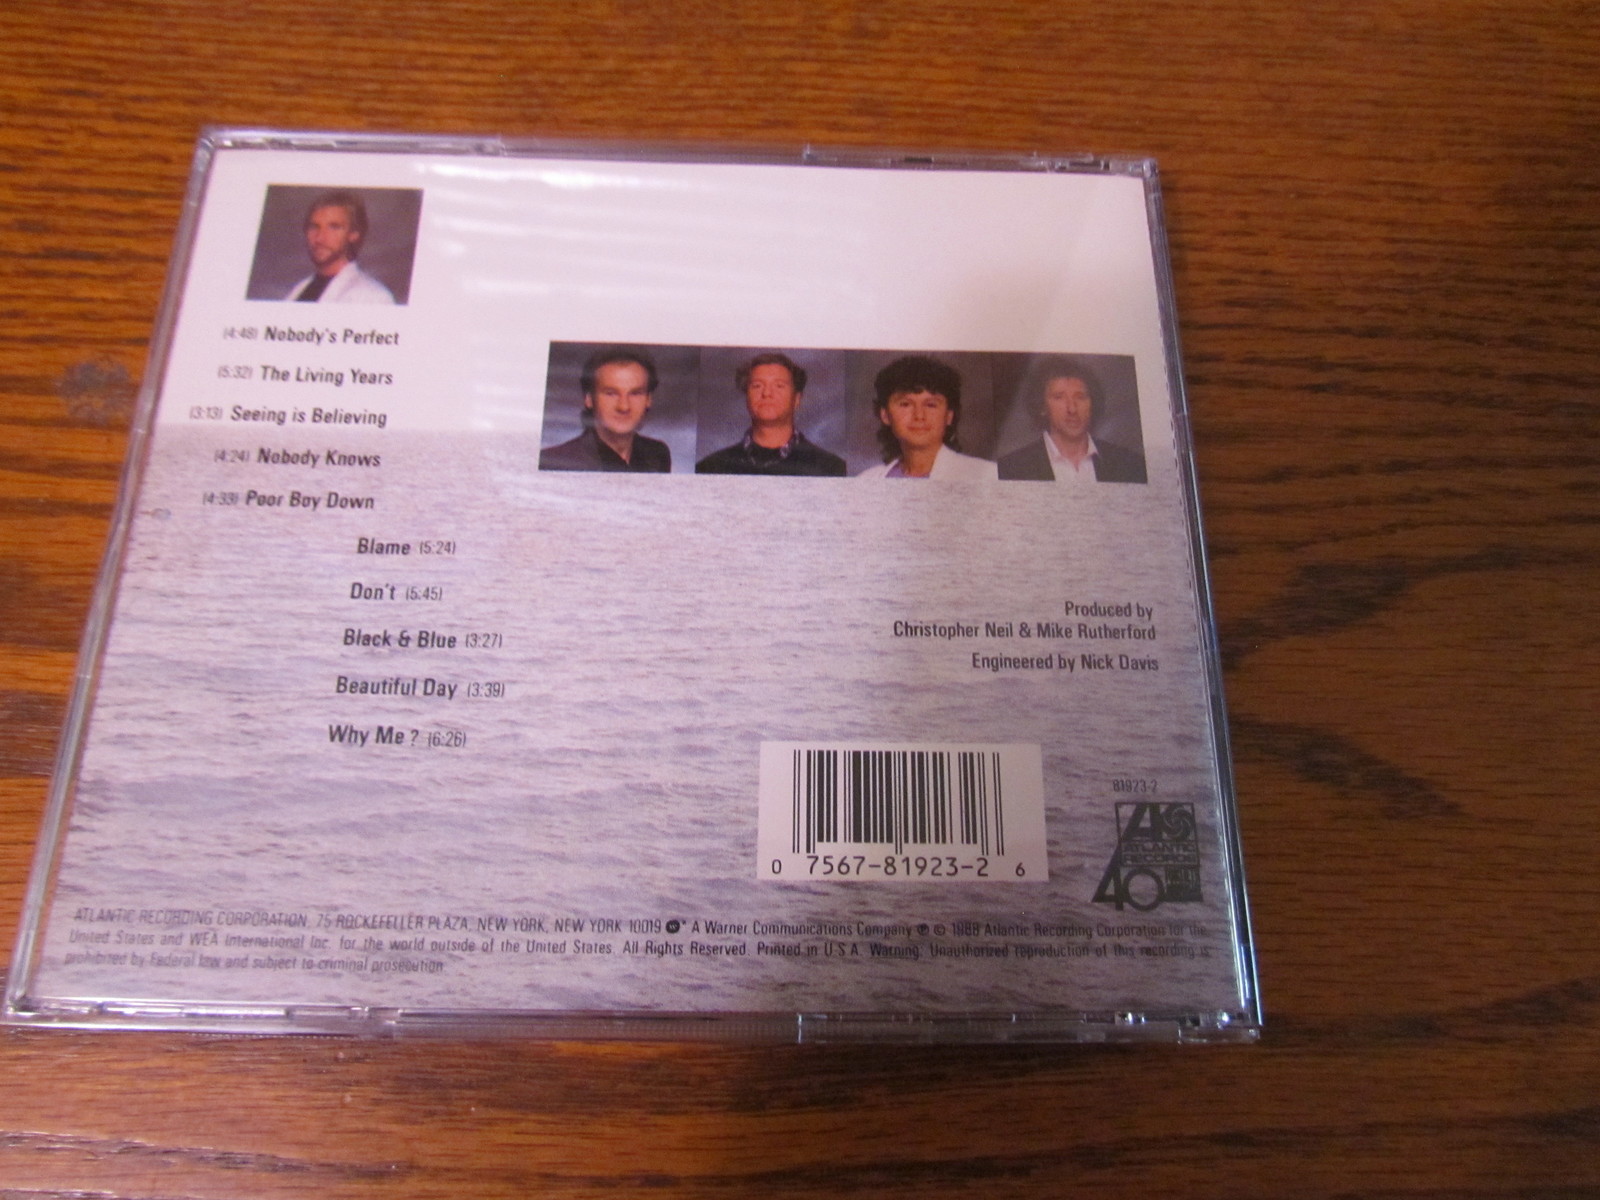 (4:48) Nobody's Perfect
(5:32) The Living Years
(3:13) Seeing is Believing
(4:24) Nobody Knows
(4:33) Poor Boy Down
Blame (5:24)
Don't (5:45)
Black & Blue (3:27)
Beautiful Day (3:39)
Why Me ? (6:26)
Produced by
Christopher Neil & Mike Rutherford
Engineered by Nick Davis
0 7567-81923-2 6
81923-2
ATLANTIC
RECORDS
40
ATLANTIC RECORDING CORPORATION, 75 ROCKEFELLER PLAZA, NEW YORK, NEW YORK 10019 * A Warner Communications Company ℗ © 1988 Atlantic Recording Corporation for the
United States and WEA International Inc. for the world outside of the United States. All Rights Reserved. Printed in U.S.A. Warning: Unauthorized reproduction of this recording is
prohibited by Federal law and subject to criminal prosecution.